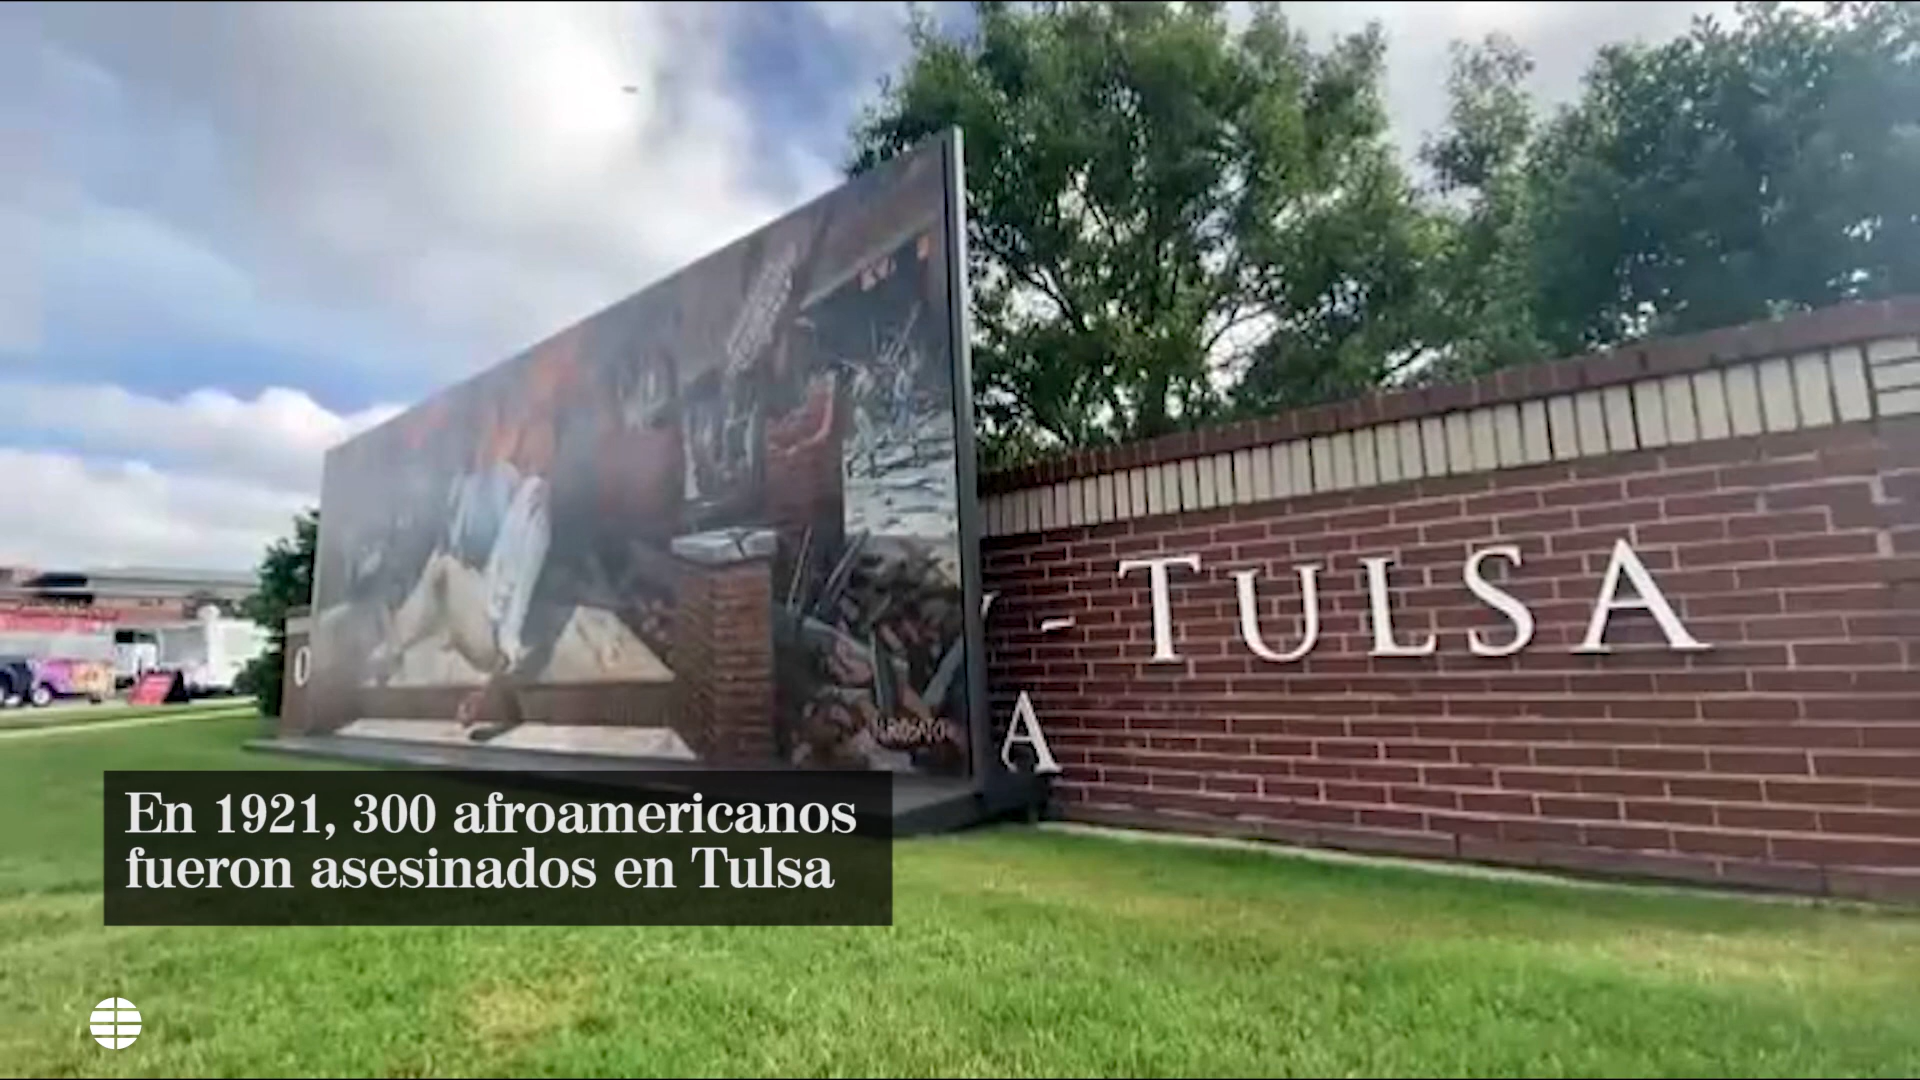 - TULSA
A
En 1921, 300 afroamericanos
fueron asesinados en Tulsa